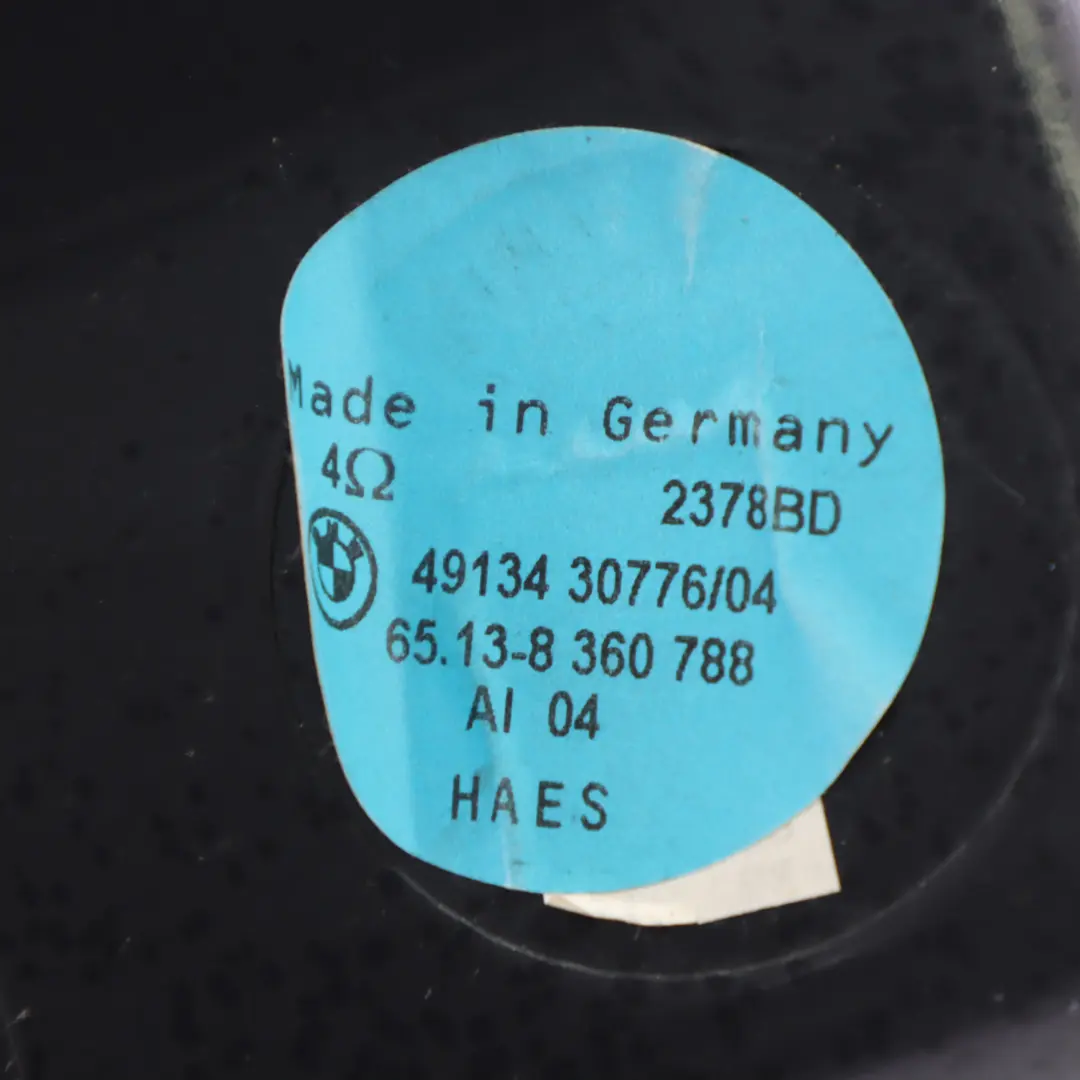 Made in Germany
4Ω 2378BD
49134 30776/04
65.13-8 360 788
AI 04
HAES